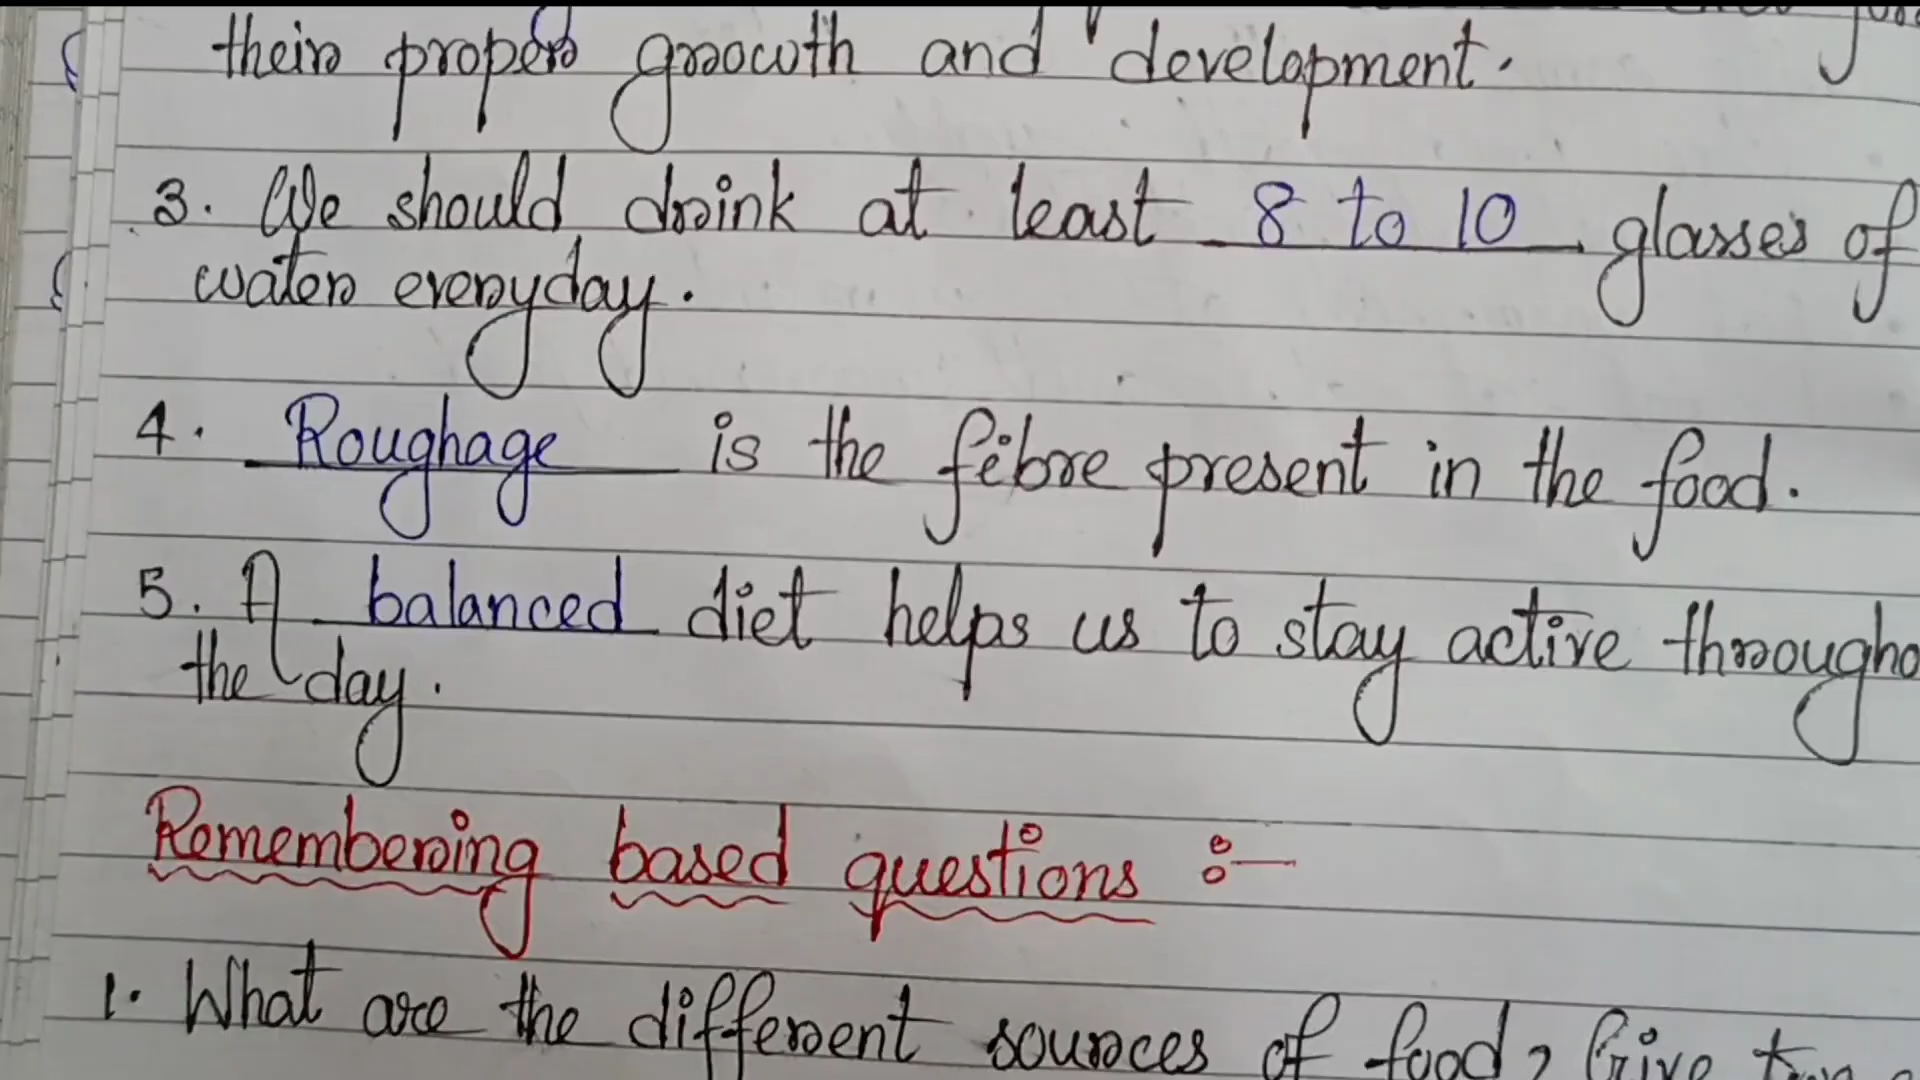 their proper growth and development.
3. We should drink at least 8 to 10 glasses of
water everyday.
4. Roughage is the fibre present in the food.
5. A balanced diet helps us to stay active througho
the day.
Remembering based questions :-
1. What are the different sources of food? Give two